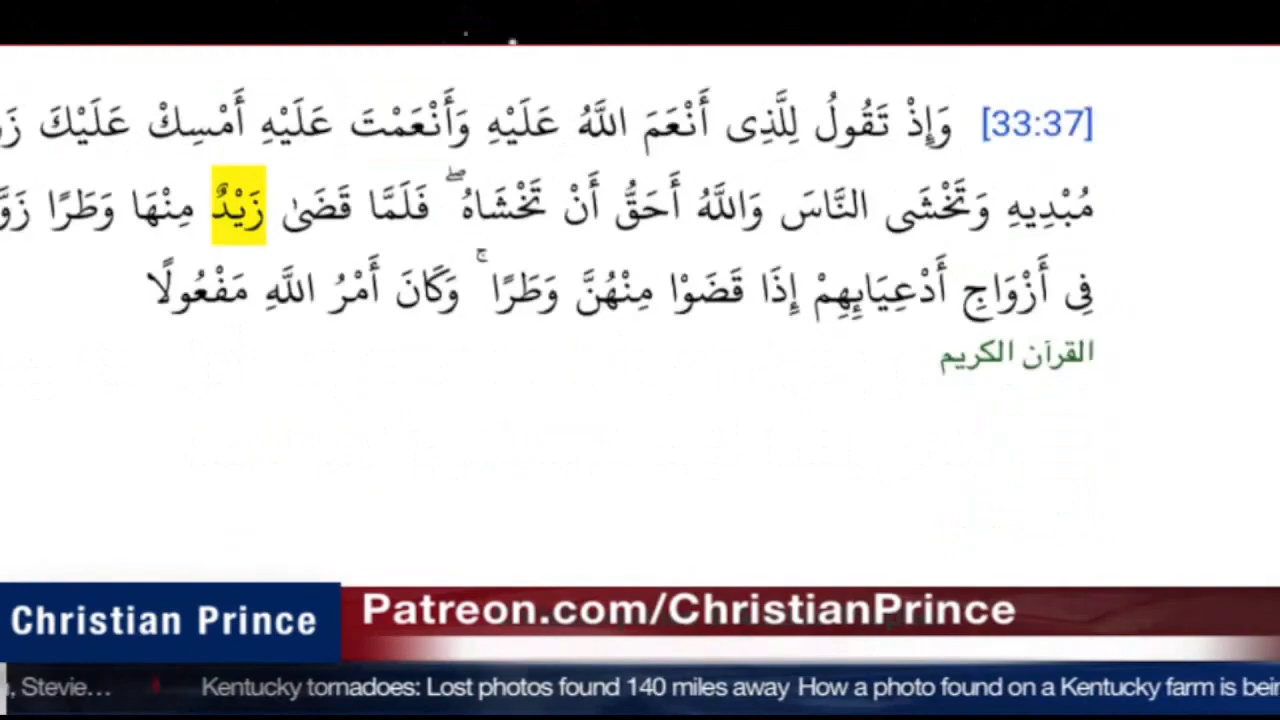 [33:37] وَإِذْ تَقُولُ لِلَّذِى أَنْعَمَ اللَّهُ عَلَيْهِ وَأَنْعَمْتَ عَلَيْهِ أَمْسِكْ عَلَيْكَ
مُبْدِيهِ وَتَخْشَى النَّاسَ وَاللَّهُ أَحَقُّ أَنْ تَخْشَاهُ ۖ فَلَمَّا قَضَىٰ زَيْدٌ مِنْهَا وَطَرًا
فِى أَزْوَاجِ أَدْعِيَائِهِمْ إِذَا قَضَوْا مِنْهُنَّ وَطَرًا ۚ وَكَانَ أَمْرُ اللَّهِ مَفْعُولًا
القرآن الكريم
Christian Prince
Patreon.com/ChristianPrince
, Stevie... Kentucky tornadoes: Lost photos found 140 miles away How a photo found on a Kentucky farm is